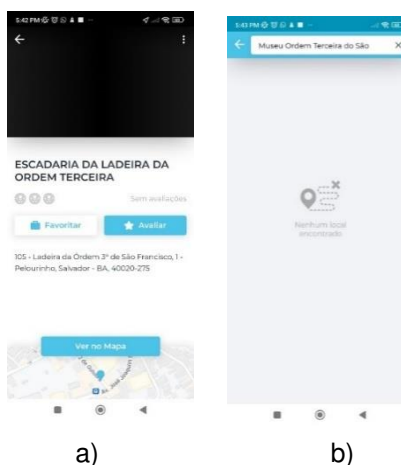 5:42 PM
ESCADARIA DA LADEIRA DA
ORDEM TERCEIRA
Sem avaliações
Favoritar
Avaliar
105 - Ladeira da Ordem 3ª de São Francisco, 1 -
Pelourinho, Salvador - BA, 40020-275
Ver no Mapa
a)
5:43 PM
Museu Ordem Terceira do São
Nenhum local
encontrado
b)